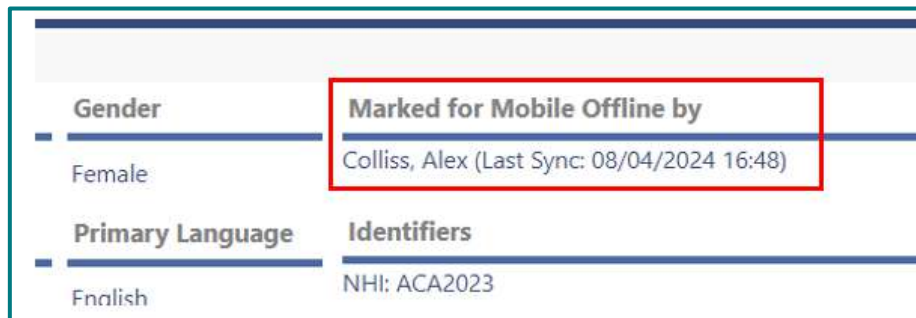 Gender
Marked for Mobile Offline by
Female
Colliss, Alex (Last Sync: 08/04/2024 16:48)
Primary Language
Identifiers
English
NHI: ACA2023